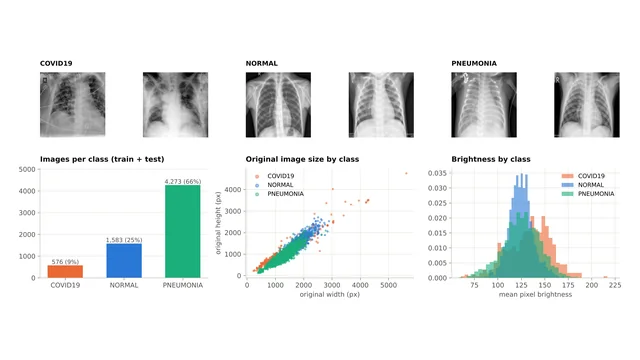 COVID19
NORMAL
PNEUMONIA
Images per class (train + test)
5000
4000
3000
2000
1000
0
576 (9%)
1,583 (25%)
4,273 (66%)
COVID19
NORMAL
PNEUMONIA
Original image size by class
original height (px)
4000
3000
2000
1000
0
COVID19
NORMAL
PNEUMONIA
0
1000
2000
3000
4000
5000
original width (px)
Brightness by class
0.035
0.030
0.025
0.020
0.015
0.010
0.005
0.000
COVID19
NORMAL
PNEUMONIA
75
100
125
150
175
200
225
mean pixel brightness